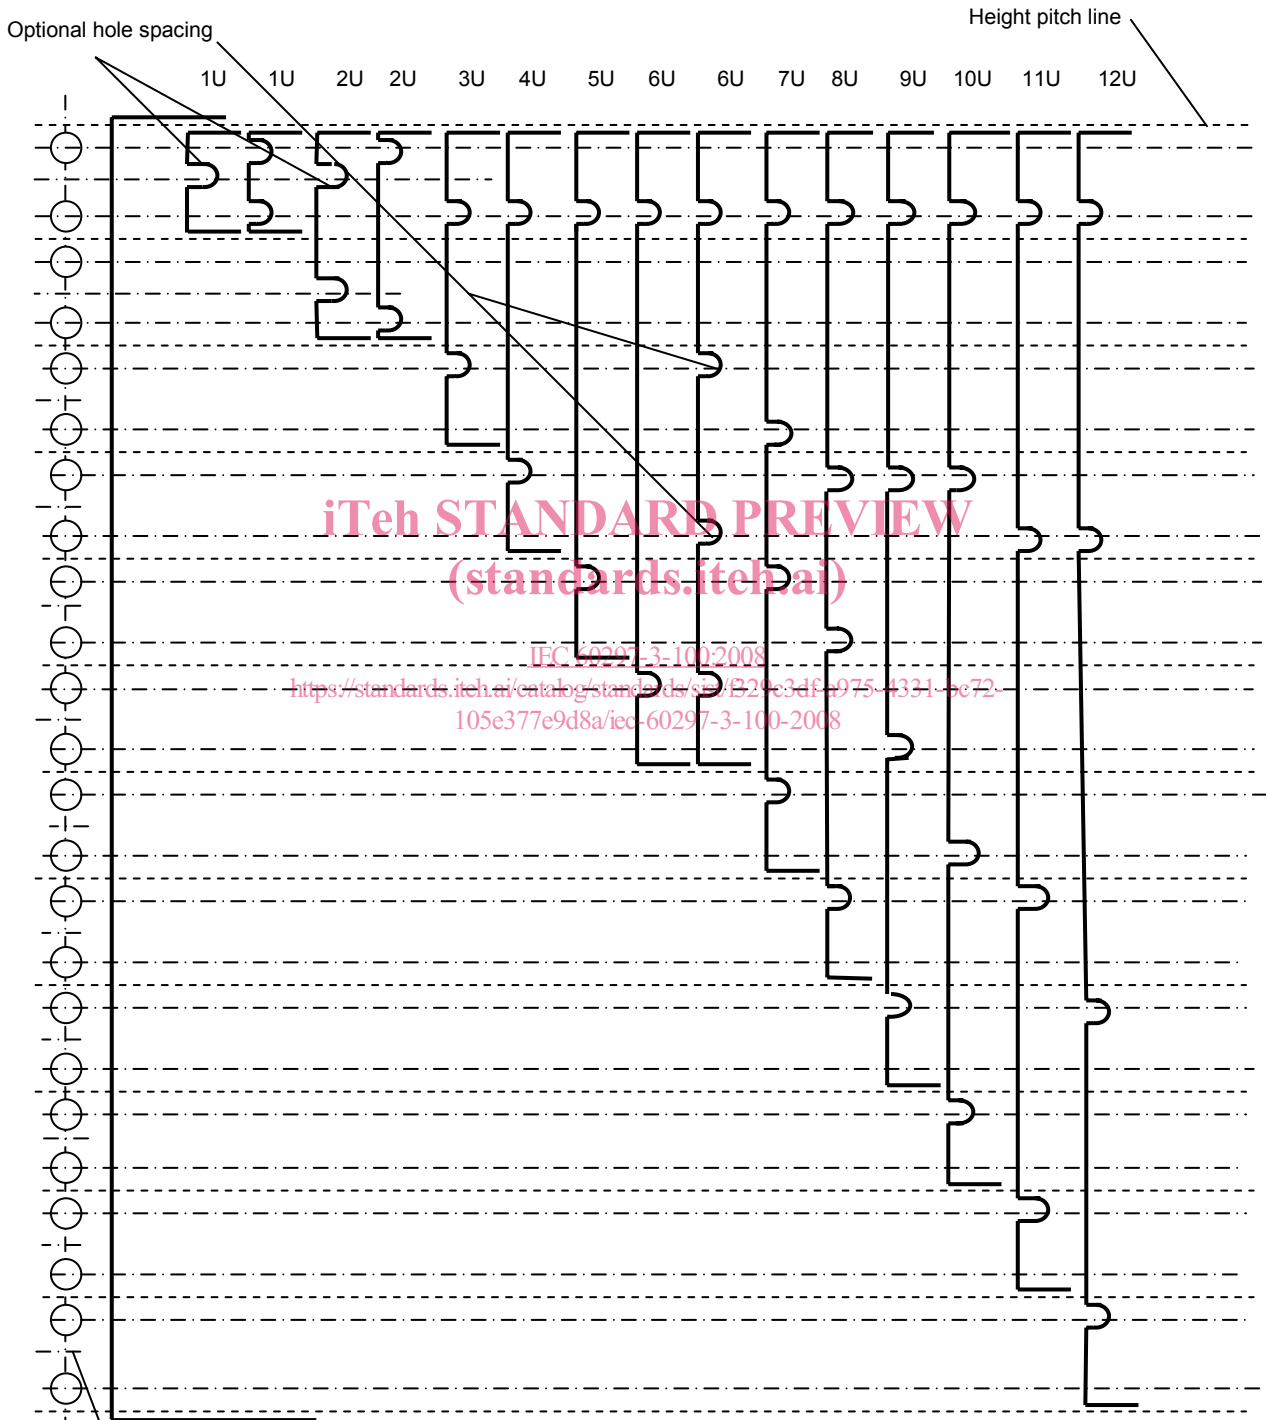 Height pitch line
Optional hole spacing
1U 1U 2U 2U 3U 4U 5U 6U 6U 7U 8U 9U 10U 11U 12U
iTeh STANDARD PREVIEW
(standards.iteh.ai)
IEC 60297-3-100:2008
https://standards.iteh.ai/catalog/standards/sist/f329c3df-a975-4331-bc72-
105e377e9d8a/iec-60297-3-100-2008